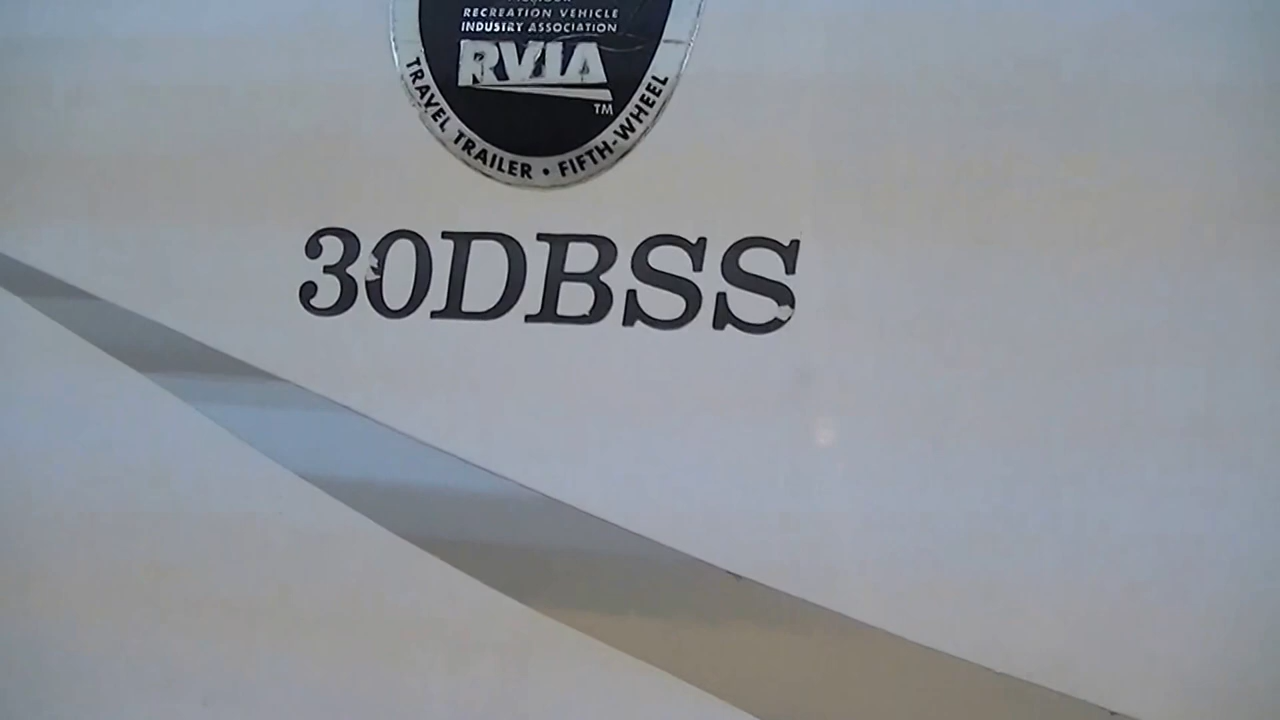 RECREATION VEHICLE
INDUSTRY ASSOCIATION
RVIA
TM
TRAVEL TRAILER • FIFTH-WHEEL
30DBSS